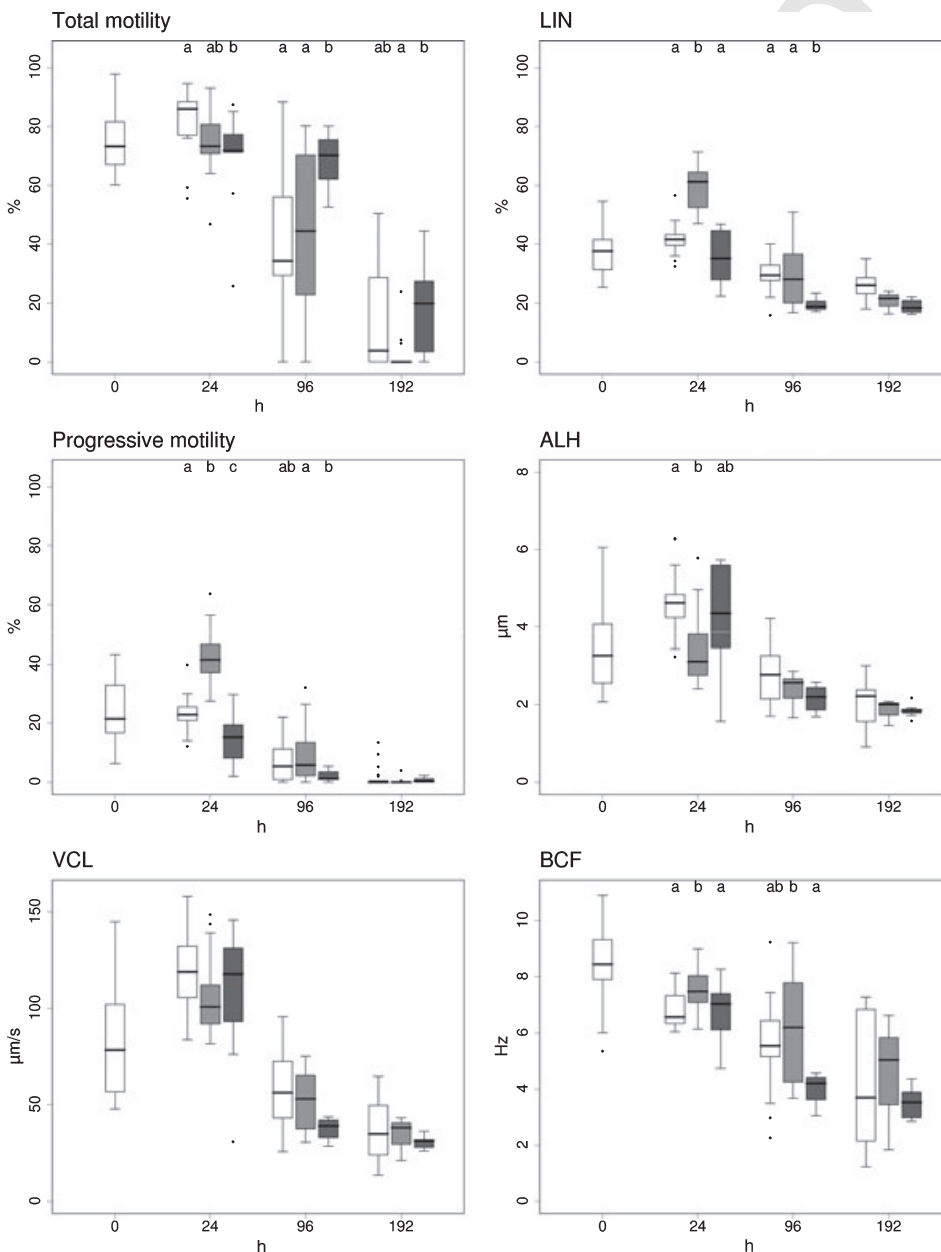 Total motility
a ab b a a b ab a b
100
80
60
40
20
0
%
0 24 96 192
h
LIN
a b a a a b
100
80
60
40
20
0
%
0 24 96 192
h
Progressive motility
a b c ab a b
100
80
60
40
20
0
%
0 24 96 192
h
ALH
a b ab
8
6
4
2
0
µm
0 24 96 192
h
VCL
150
100
50
0
µm/s
0 24 96 192
h
BCF
a b a ab b a
10
8
6
4
2
0
Hz
0 24 96 192
h